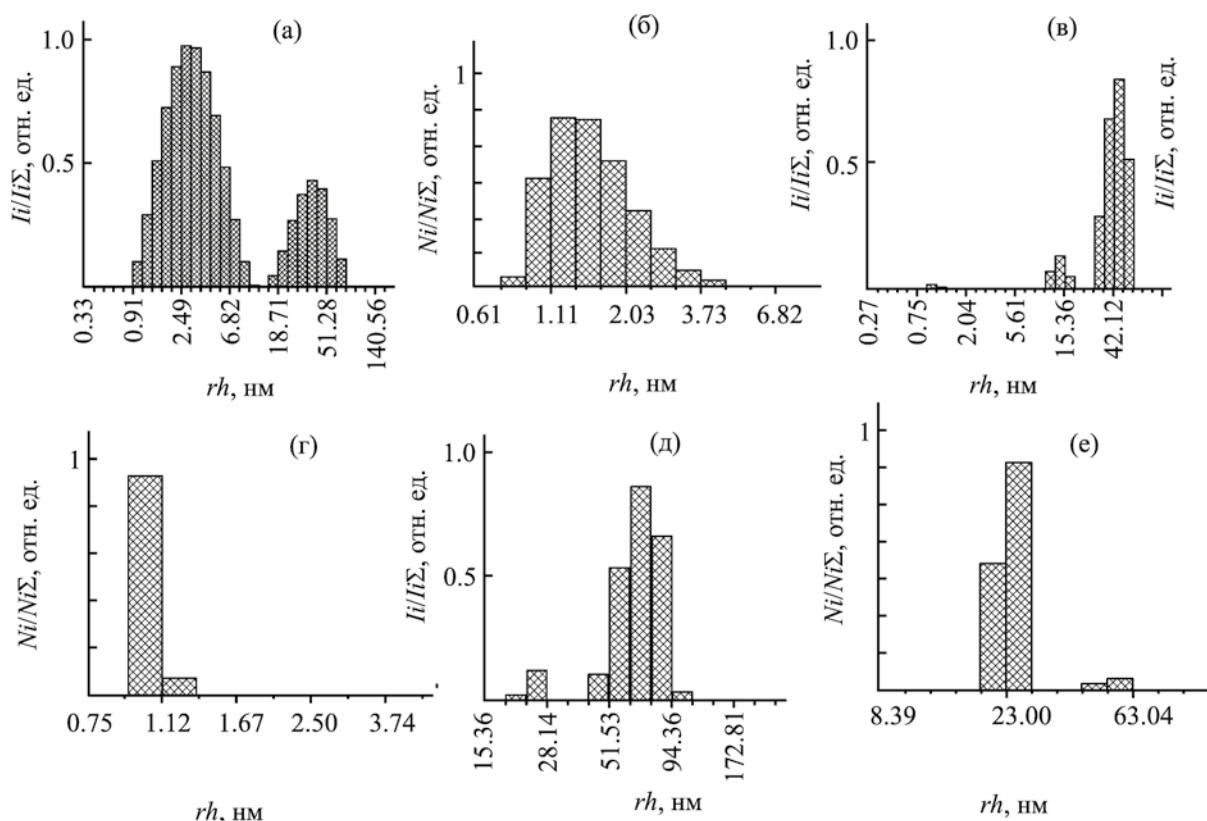 (а)
1.0
0.5
Ii/IiΣ, отн. ед.
0.33
0.91
2.49
6.82
18.71
51.28
140.56
rh, нм
(б)
1
Ni/NiΣ, отн. ед.
0.61 1.11 2.03 3.73 6.82
rh, нм
(в)
1.0
0.5
Ii/IiΣ, отн. ед.
0.27
0.75
2.04
5.61
15.36
42.12
rh, нм
Ii/IiΣ, отн. ед.
(г)
1
Ni/NiΣ, отн. ед.
0.75 1.12 1.67 2.50 3.74
rh, нм
(д)
1.0
0.5
Ii/IiΣ, отн. ед.
15.36
28.14
51.53
94.36
172.81
rh, нм
(е)
1
Ni/NiΣ, отн. ед.
8.39 23.00 63.04
rh, нм